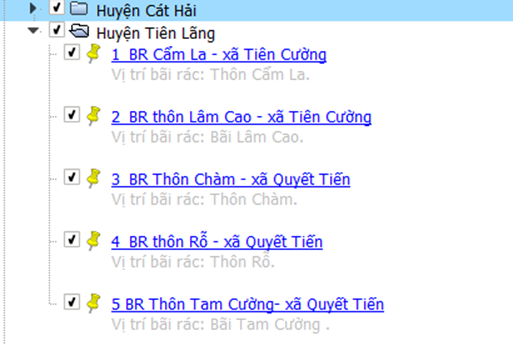 Huyện Cát Hải
Huyện Tiên Lãng
1 BR Cẩm La - xã Tiên Cường
Vị trí bãi rác: Thôn Cẩm La.
2 BR thôn Lâm Cao - xã Tiên Cường
Vị trí bãi rác: Bãi Lâm Cao.
3 BR Thôn Chàm - xã Quyết Tiến
Vị trí bãi rác: Thôn Chàm.
4 BR thôn Rỗ - xã Quyết Tiến
Vị trí bãi rác: Thôn Rỗ.
5 BR Thôn Tam Cường- xã Quyết Tiến
Vị trí bãi rác: Bãi Tam Cường .